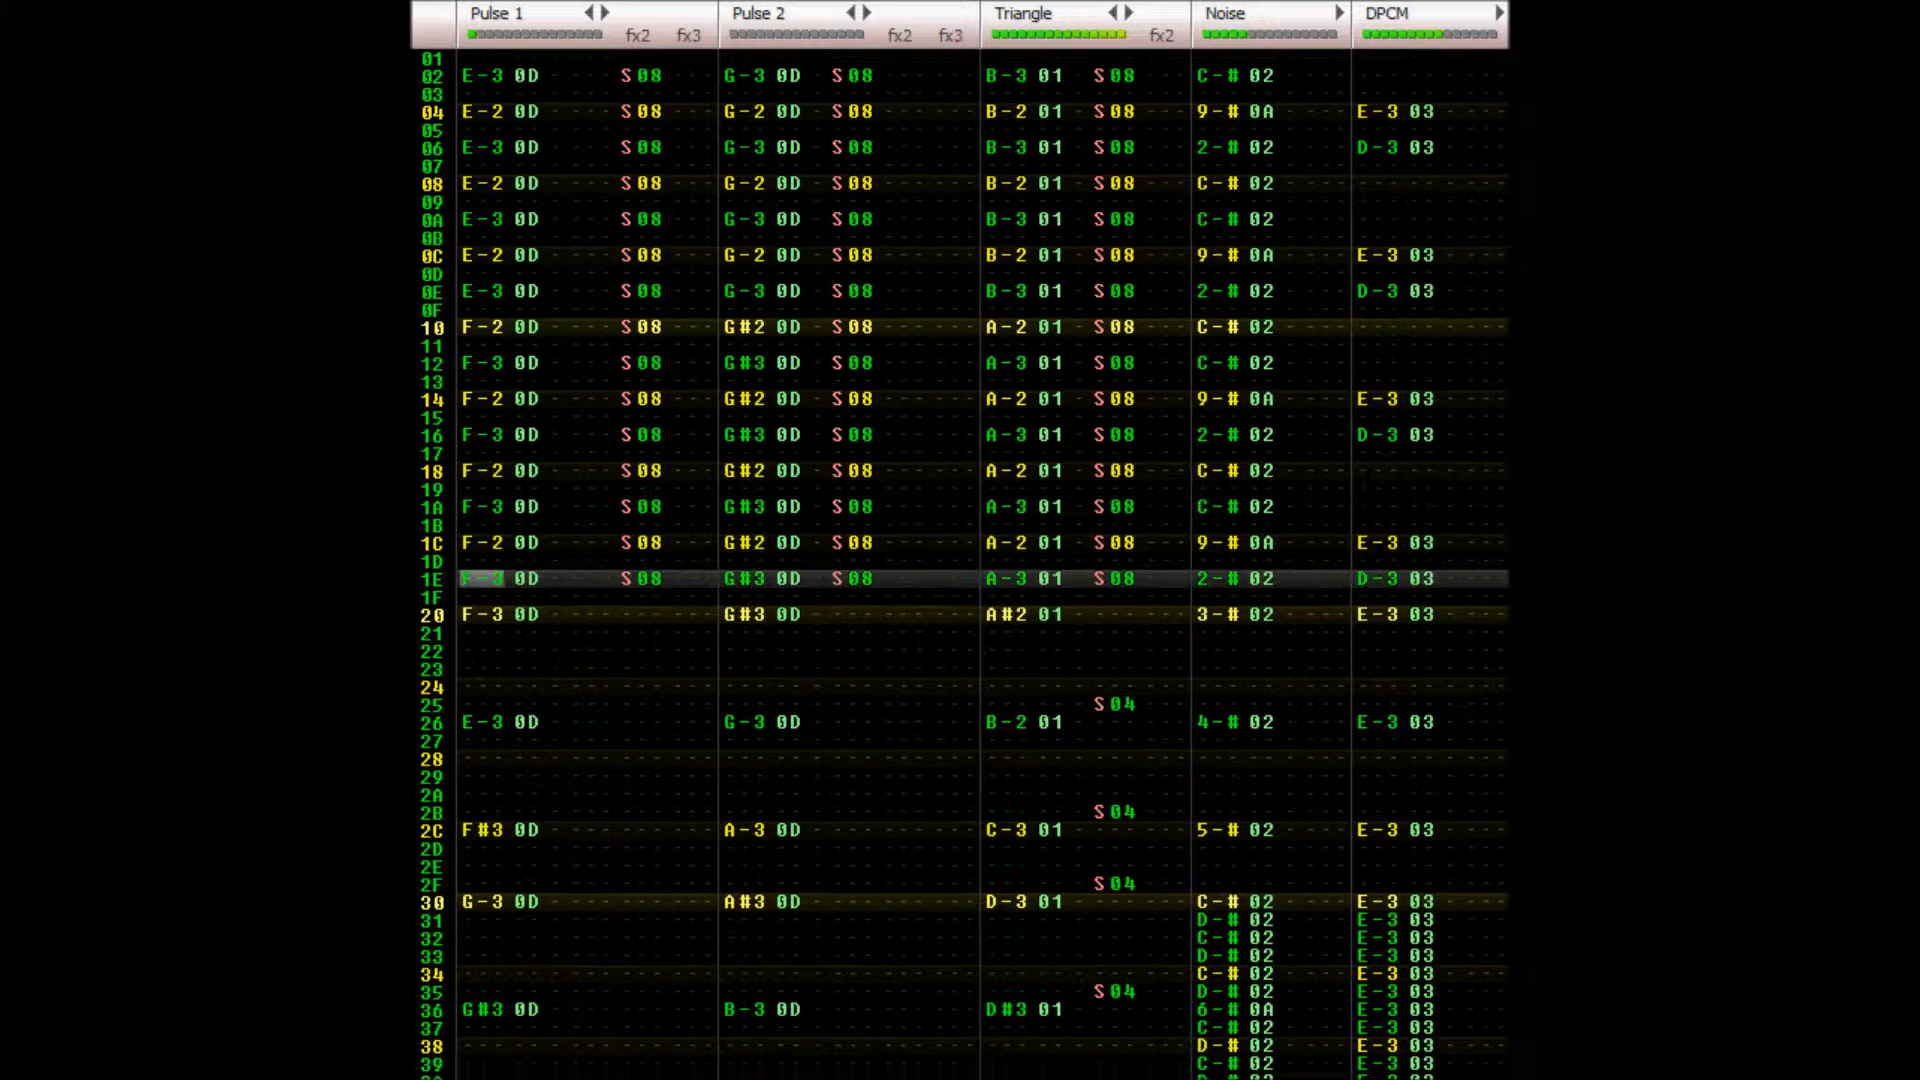 Pulse 1 Pulse 2 Triangle Noise DPCM
fx2 fx3 fx2 fx3 fx2
01
02 E-3 0D S08 G-3 0D S08 B-3 01 S08 C-# 02
03
04 E-2 0D S08 G-2 0D S08 B-2 01 S08 9-# 0A E-3 03
05
06 E-3 0D S08 G-3 0D S08 B-3 01 S08 2-# 02 D-3 03
07
08 E-2 0D S08 G-2 0D S08 B-2 01 S08 C-# 02
09
0A E-3 0D S08 G-3 0D S08 B-3 01 S08 C-# 02
0B
0C E-2 0D S08 G-2 0D S08 B-2 01 S08 9-# 0A E-3 03
0D
0E E-3 0D S08 G-3 0D S08 B-3 01 S08 2-# 02 D-3 03
0F
10 F-2 0D S08 G#2 0D S08 A-2 01 S08 C-# 02
11
12 F-3 0D S08 G#3 0D S08 A-3 01 S08 C-# 02
13
14 F-2 0D S08 G#2 0D S08 A-2 01 S08 9-# 0A E-3 03
15
16 F-3 0D S08 G#3 0D S08 A-3 01 S08 2-# 02 D-3 03
17
18 F-2 0D S08 G#2 0D S08 A-2 01 S08 C-# 02
19
1A F-3 0D S08 G#3 0D S08 A-3 01 S08 C-# 02
1B
1C F-2 0D S08 G#2 0D S08 A-2 01 S08 9-# 0A E-3 03
1D
1E F-3 0D S08 G#3 0D S08 A-3 01 S08 2-# 02 D-3 03
1F
20 F-3 0D G#3 0D A#2 01 3-# 02 E-3 03
21
22
23
24
25 S04
26 E-3 0D G-3 0D B-2 01 4-# 02 E-3 03
27
28
29
2A
2B S04
2C F#3 0D A-3 0D C-3 01 5-# 02 E-3 03
2D
2E
2F S04
30 G-3 0D A#3 0D D-3 01 C-# 02 E-3 03
31 D-# 02 E-3 03
32 C-# 02 E-3 03
33 D-# 02 E-3 03
34 C-# 02 E-3 03
35 S04 D-# 02 E-3 03
36 G#3 0D B-3 0D D#3 01 6-# 0A E-3 03
37 C-# 02 E-3 03
38 D-# 02 E-3 03
39 C-# 02 E-3 03